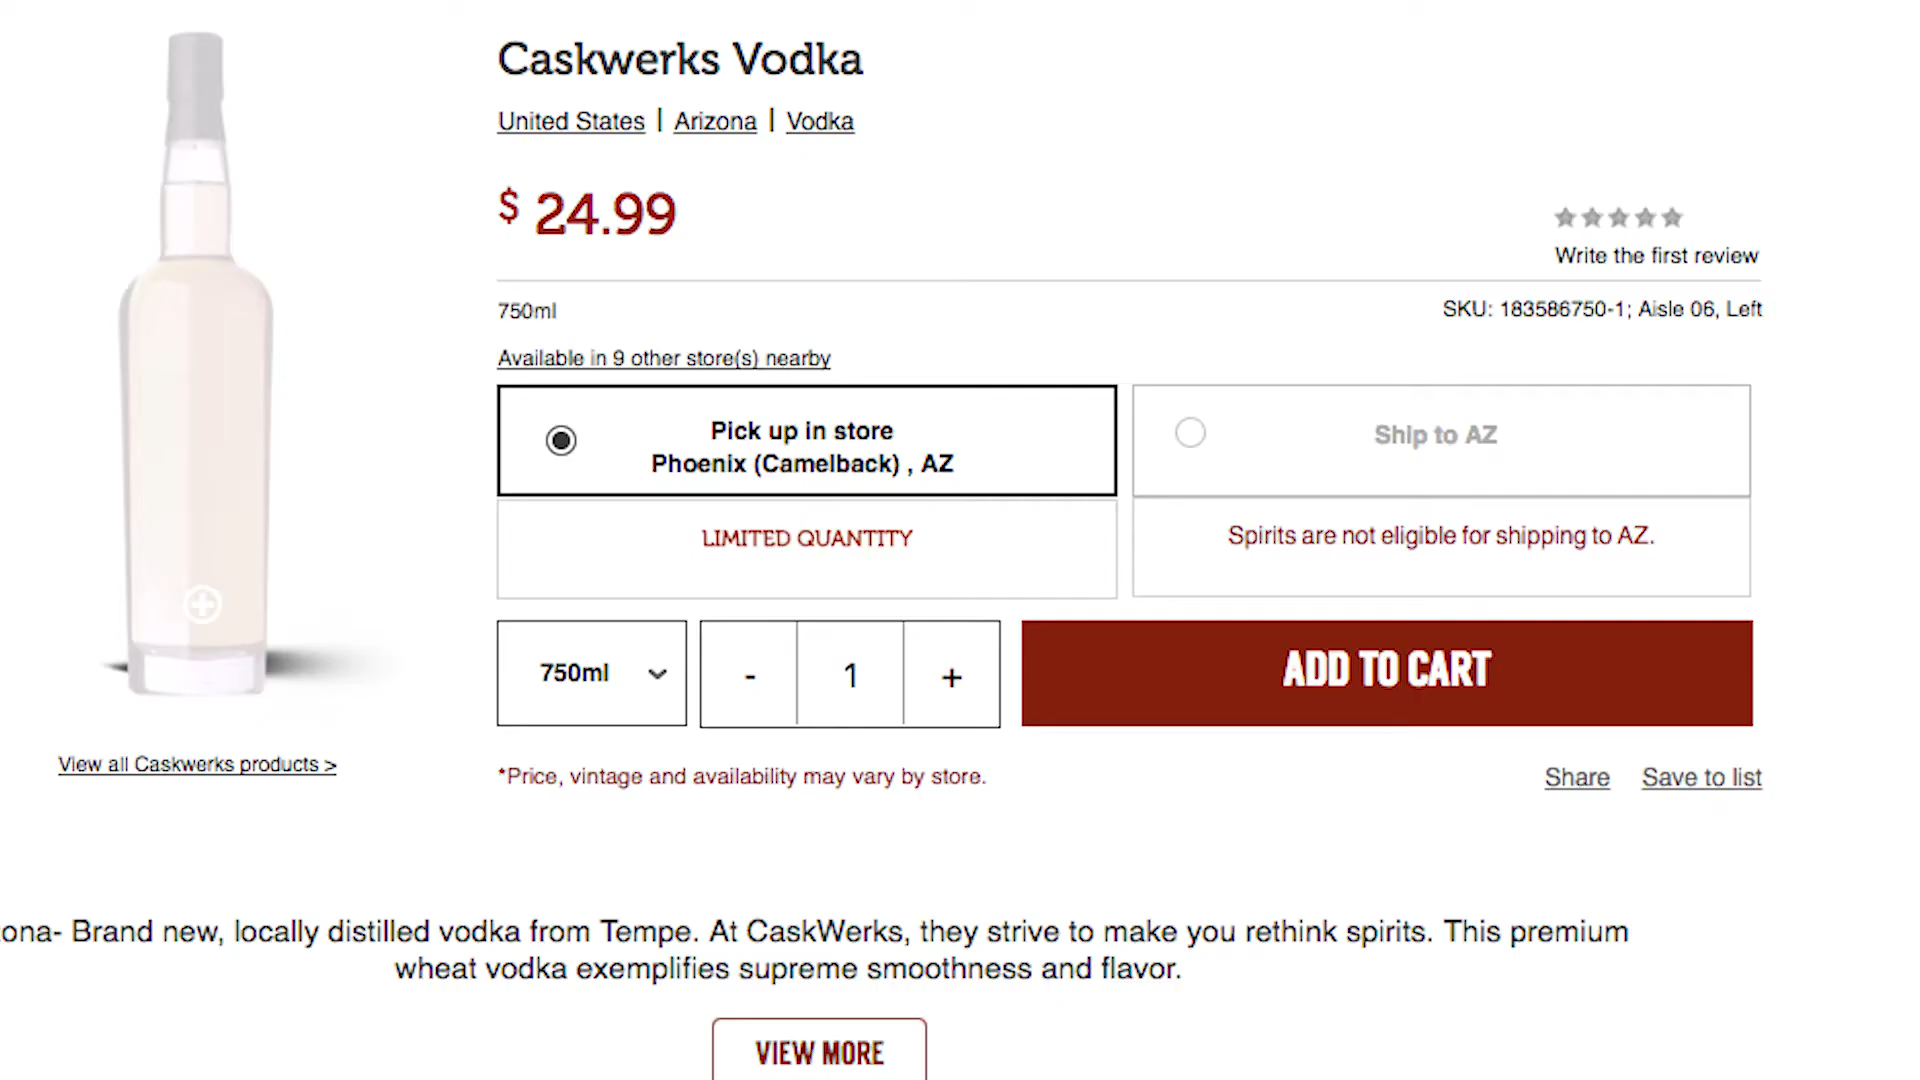 Caskwerks Vodka
United States | Arizona | Vodka
$ 24.99
Write the first review
750ml
SKU: 183586750-1; Aisle 06, Left
Available in 9 other store(s) nearby
Pick up in store
Phoenix (Camelback) , AZ
Ship to AZ
LIMITED QUANTITY
Spirits are not eligible for shipping to AZ.
750ml
- 1 +
ADD TO CART
View all Caskwerks products >
*Price, vintage and availability may vary by store.
Share Save to list
ona- Brand new, locally distilled vodka from Tempe. At CaskWerks, they strive to make you rethink spirits. This premium
wheat vodka exemplifies supreme smoothness and flavor.
VIEW MORE